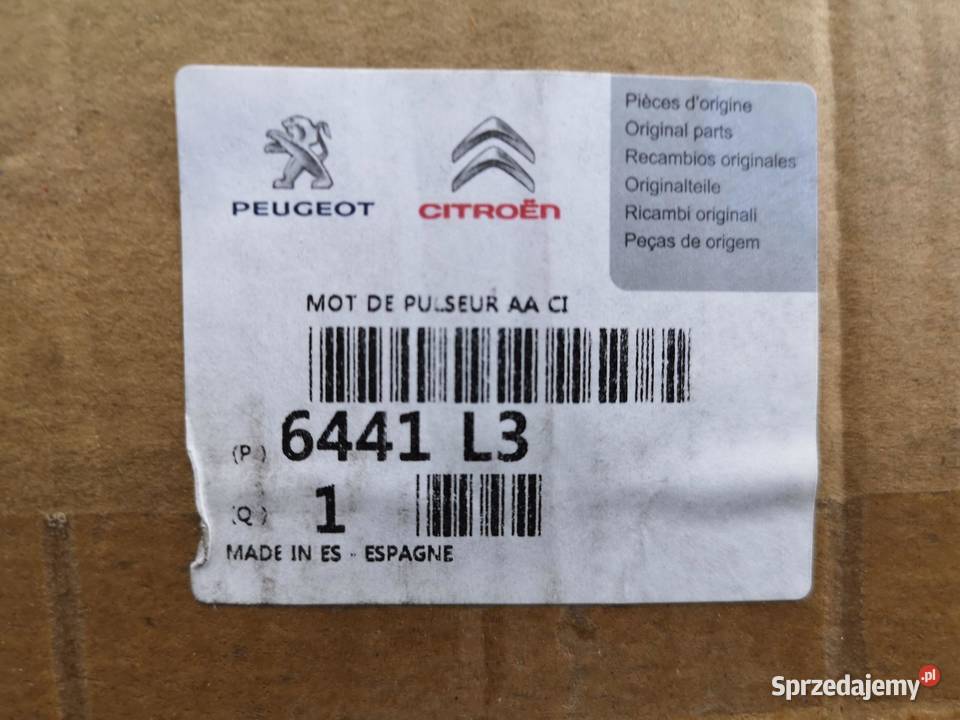 PEUGEOT
CITROËN
Pièces d'origine
Original parts
Recambios originales
Originalteile
Ricambi originali
Peças de origem
MOT DE PULSEUR AA CI
(P) 6441 L3
(Q) 1
MADE IN ES - ESPAGNE
Sprzedajemy.pl